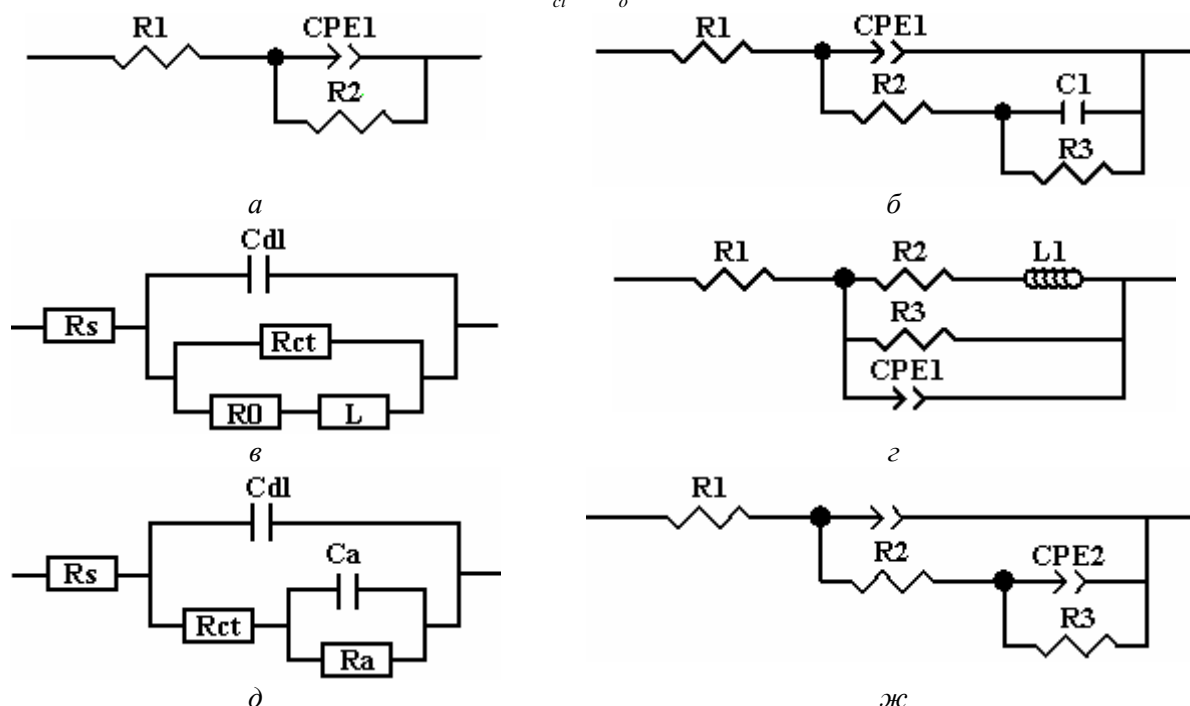 cl o
R1 CPE1 R2
а
R1 CPE1 R2 C1 R3
б
Cdl Rs Rct R0 L
в
R1 R2 L1 R3 CPE1
г
Cdl Rs Ca Rct Ra
д
R1 R2 CPE2 R3
ж